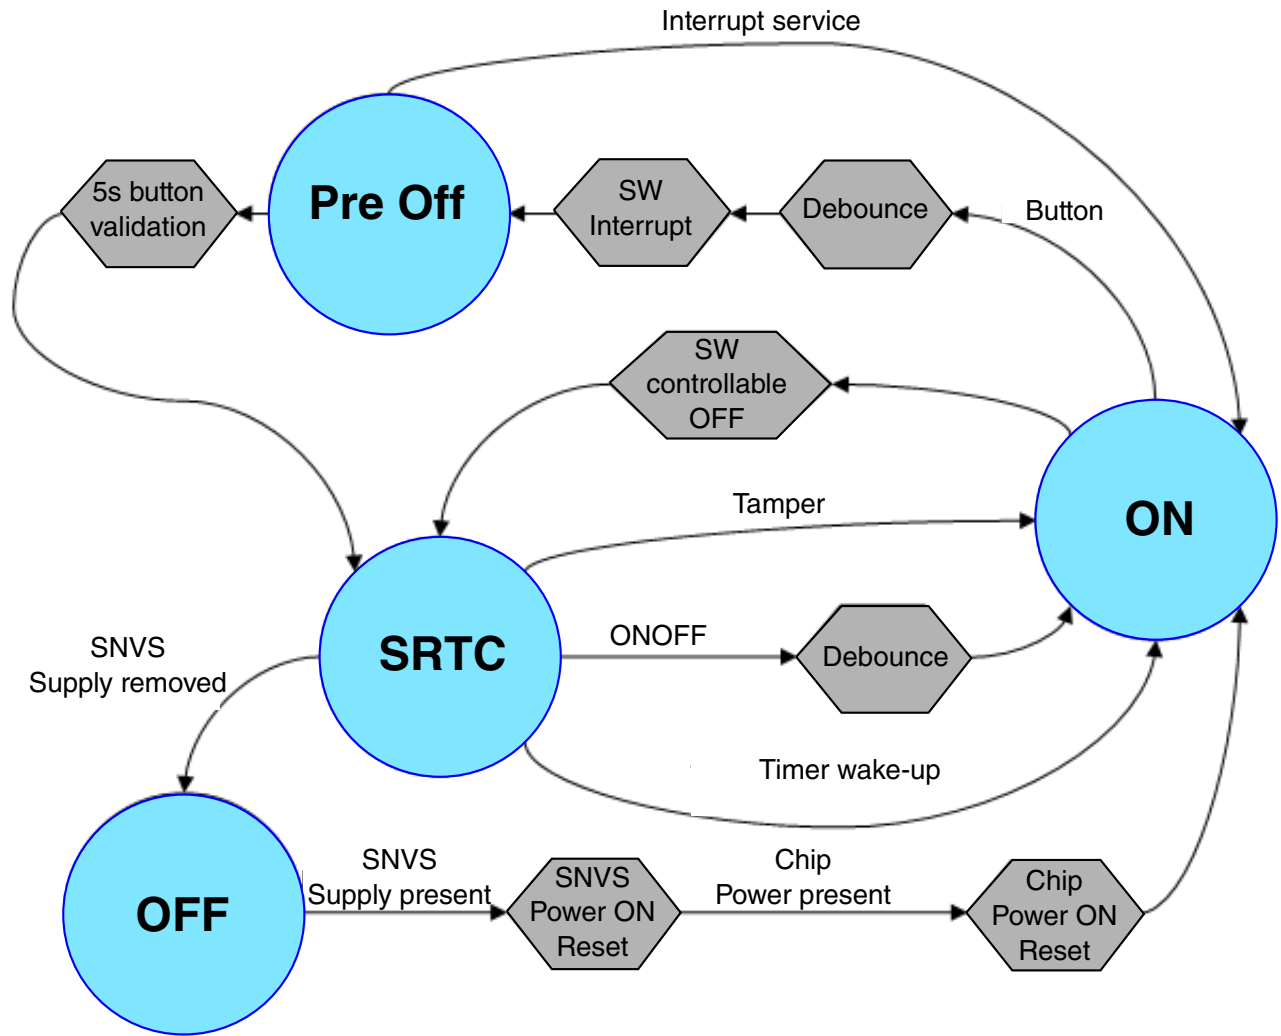 Interrupt service
5s button
validation
Pre Off
SW
Interrupt
Debounce
Button
SW
controllable
OFF
Tamper
ON
SRTC
ONOFF
Debounce
SNVS
Supply removed
Timer wake-up
OFF
SNVS
Supply present
SNVS
Power ON
Reset
Chip
Power present
Chip
Power ON
Reset